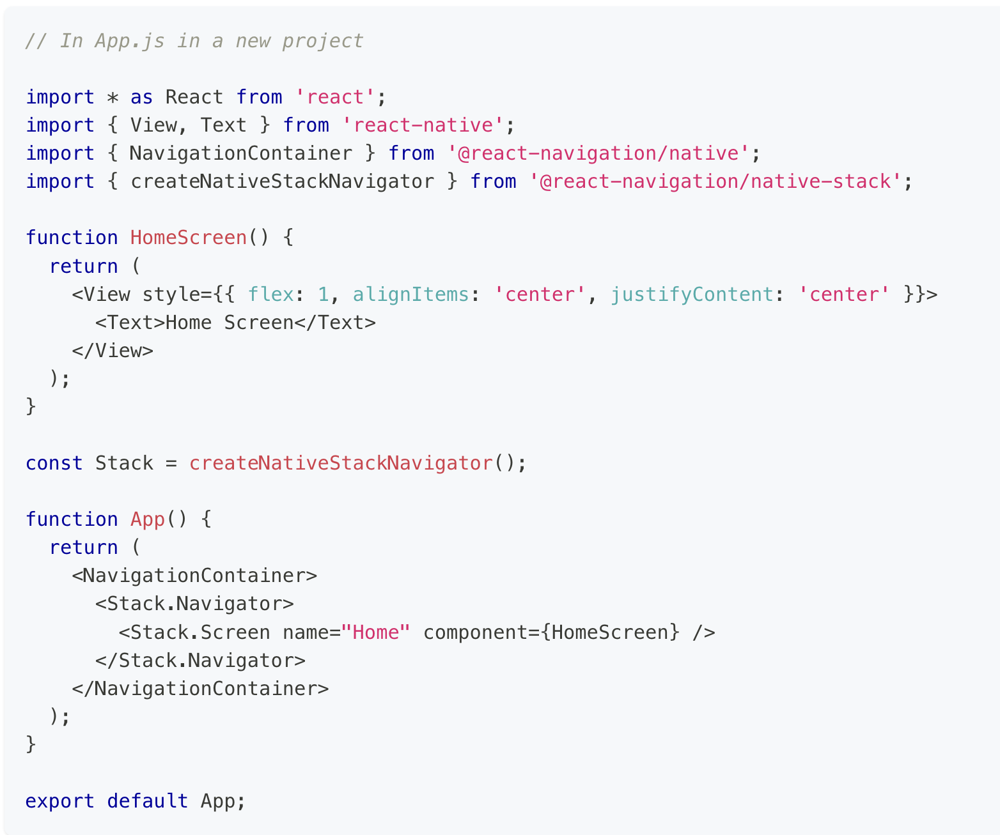 // In App.js in a new project

import * as React from 'react';
import { View, Text } from 'react-native';
import { NavigationContainer } from '@react-navigation/native';
import { createNativeStackNavigator } from '@react-navigation/native-stack';

function HomeScreen() {
  return (
    <View style={{ flex: 1, alignItems: 'center', justifyContent: 'center' }}>
      <Text>Home Screen</Text>
    </View>
  );
}

const Stack = createNativeStackNavigator();

function App() {
  return (
    <NavigationContainer>
      <Stack.Navigator>
        <Stack.Screen name="Home" component={HomeScreen} />
      </Stack.Navigator>
    </NavigationContainer>
  );
}

export default App;